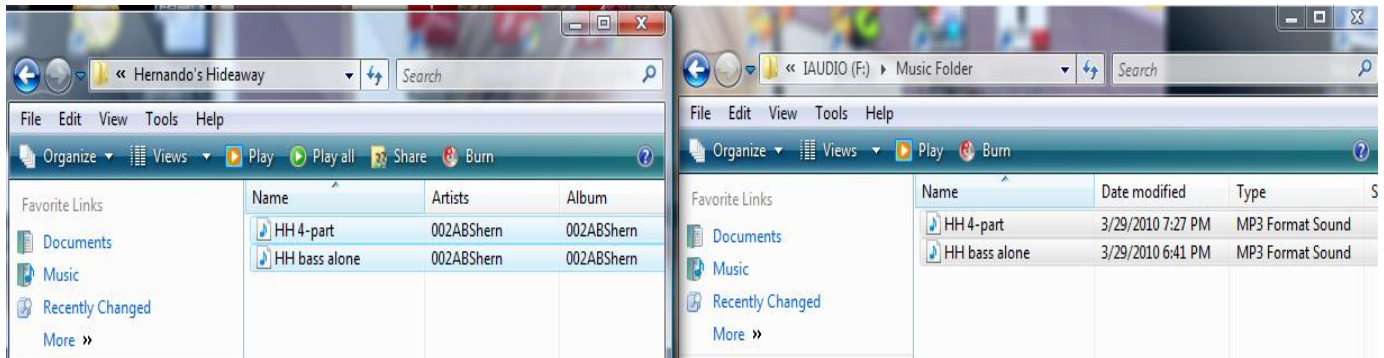 « Hernando's Hideaway Search
File Edit View Tools Help
Organize Views Play Play all Share Burn
Favorite Links
Documents
Music
Recently Changed
More »
Name Artists Album
HH 4-part 002ABShern 002ABShern
HH bass alone 002ABShern 002ABShern
« IAUDIO (F:) Music Folder Search
File Edit View Tools Help
Organize Views Play Burn
Favorite Links
Documents
Music
Recently Changed
More »
Name Date modified Type S
HH 4-part 3/29/2010 7:27 PM MP3 Format Sound
HH bass alone 3/29/2010 6:41 PM MP3 Format Sound